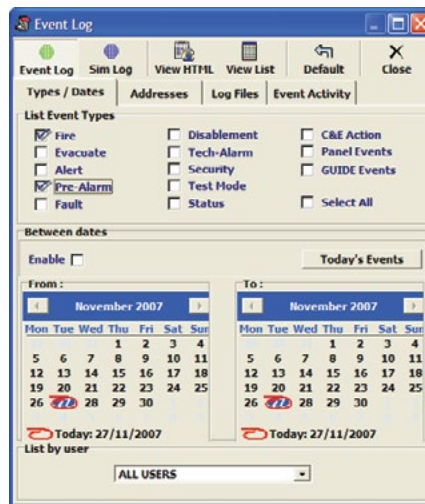 Event Log
Event Log Sim Log View HTML View List Default Close
Types / Dates Addresses Log Files Event Activity
List Event Types
Fire Disablement C&E Action
Evacuate Tech-Alarm Panel Events
Alert Security GUIDE Events
Pre-Alarm Test Mode
Fault Status Select All
Between dates
Enable Today's Events
From : To :
November 2007 November 2007
Mon Tue Wed Thu Fri Sat Sun Mon Tue Wed Thu Fri Sat Sun
1 2 3 4 1 2 3 4
5 6 7 8 9 10 11 5 6 7 8 9 10 11
12 13 14 15 16 17 18 12 13 14 15 16 17 18
19 20 21 22 23 24 25 19 20 21 22 23 24 25
26 27 28 29 30 26 27 28 29 30
Today: 27/11/2007 Today: 27/11/2007
List by user
ALL USERS